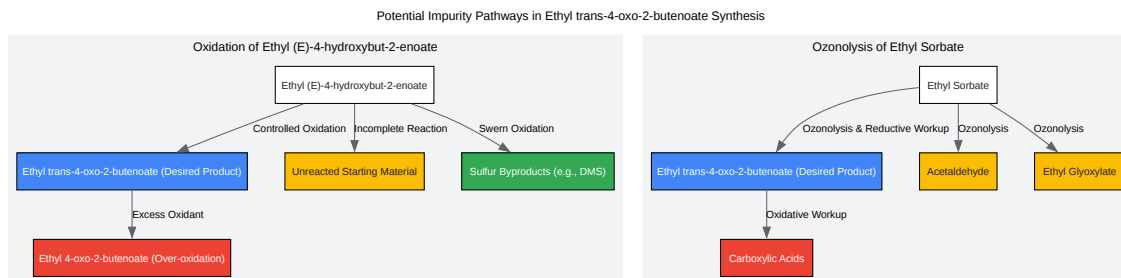 Potential Impurity Pathways in Ethyl trans-4-oxo-2-butenoate Synthesis
Oxidation of Ethyl (E)-4-hydroxybut-2-enoate
Ethyl (E)-4-hydroxybut-2-enoate
Controlled Oxidation
Incomplete Reaction
Swern Oxidation
Ethyl trans-4-oxo-2-butenoate (Desired Product)
Unreacted Starting Material
Sulfur Byproducts (e.g., DMS)
Excess Oxidant
Ethyl 4-oxo-2-butenoate (Over-oxidation)
Ozonolysis of Ethyl Sorbate
Ethyl Sorbate
Ozonolysis & Reductive Workup
Ozonolysis
Ozonolysis
Ethyl trans-4-oxo-2-butenoate (Desired Product)
Acetaldehyde
Ethyl Glyoxylate
Oxidative Workup
Carboxylic Acids